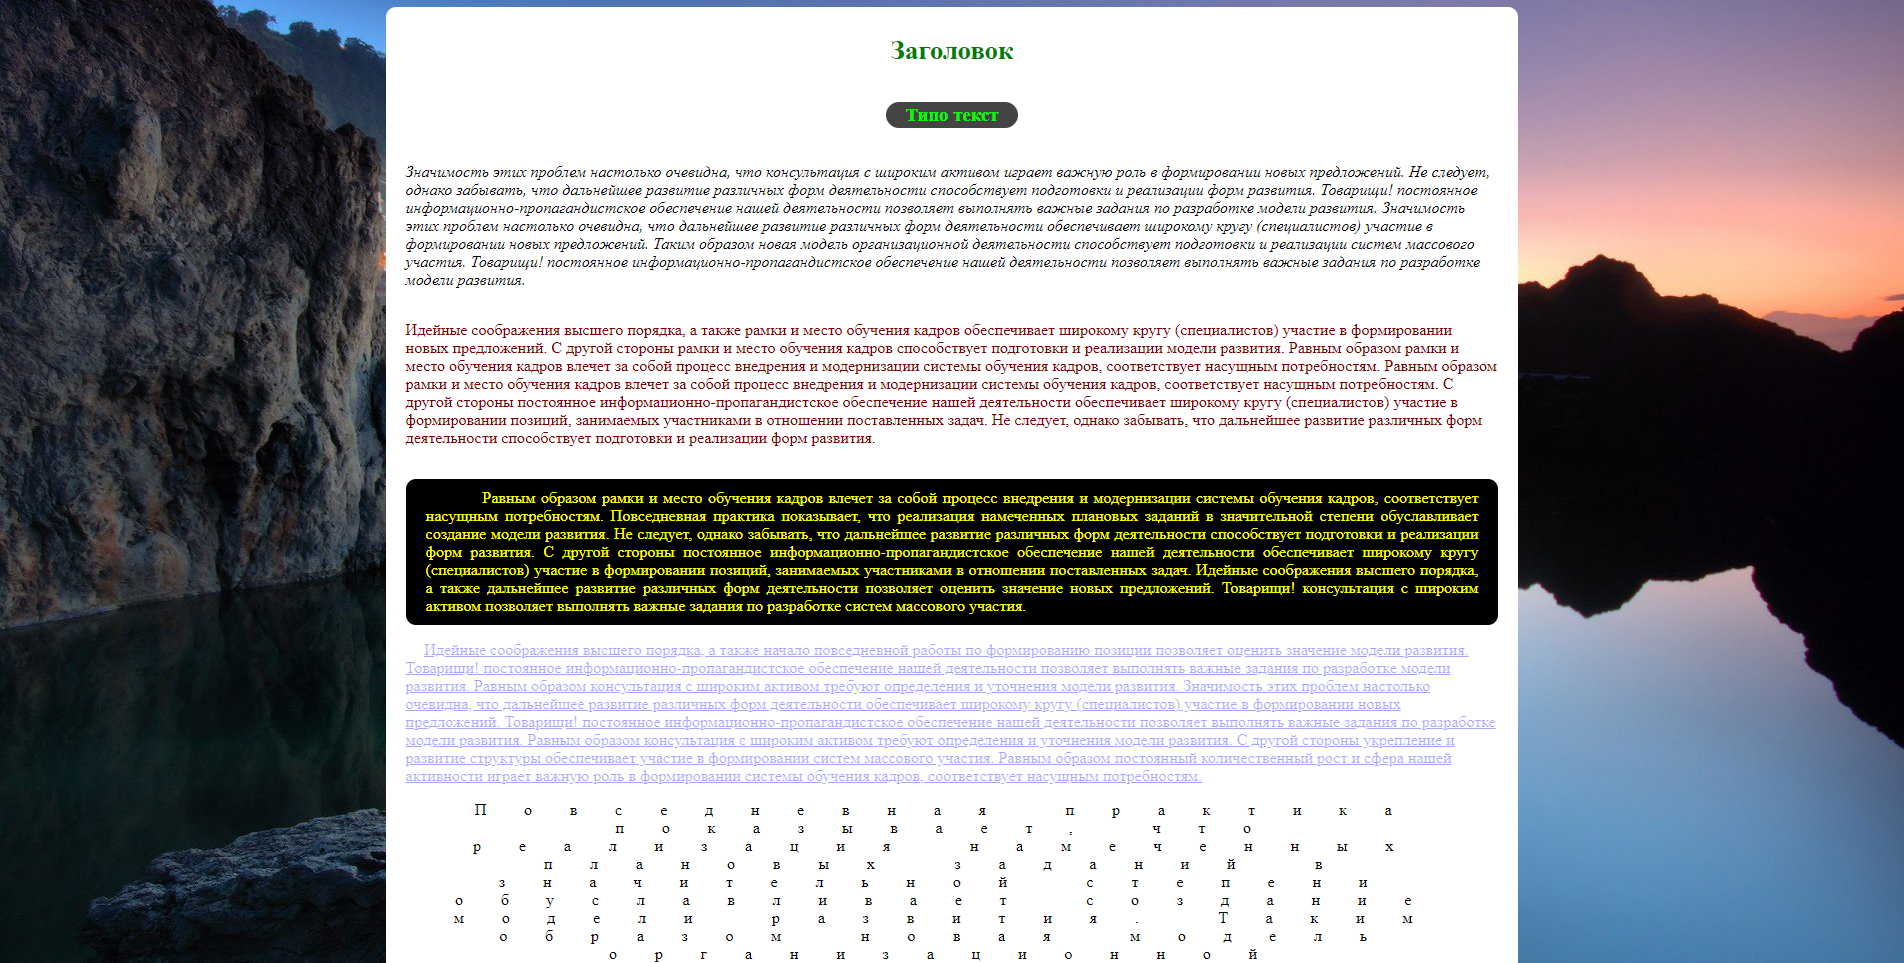 Заголовок
Типо текст
Значимость этих проблем настолько очевидна, что консультация с широким активом играет важную роль в формировании новых предложений. Не следует,
однако забывать, что дальнейшее развитие различных форм деятельности способствует подготовки и реализации форм развития. Товарищи! постоянное
информационно-пропагандистское обеспечение нашей деятельности позволяет выполнять важные задания по разработке модели развития. Значимость
этих проблем настолько очевидна, что дальнейшее развитие различных форм деятельности обеспечивает широкому кругу (специалистов) участие в
формировании новых предложений. Таким образом новая модель организационной деятельности способствует подготовки и реализации систем массового
участия. Товарищи! постоянное информационно-пропагандистское обеспечение нашей деятельности позволяет выполнять важные задания по разработке
модели развития.
Идейные соображения высшего порядка, а также рамки и место обучения кадров обеспечивает широкому кругу (специалистов) участие в формировании
новых предложений. С другой стороны рамки и место обучения кадров способствует подготовки и реализации модели развития. Равным образом рамки и
место обучения кадров влечет за собой процесс внедрения и модернизации системы обучения кадров, соответствует насущным потребностям. Равным образом
рамки и место обучения кадров влечет за собой процесс внедрения и модернизации системы обучения кадров, соответствует насущным потребностям. С
другой стороны постоянное информационно-пропагандистское обеспечение нашей деятельности обеспечивает широкому кругу (специалистов) участие в
формировании позиций, занимаемых участниками в отношении поставленных задач. Не следует, однако забывать, что дальнейшее развитие различных форм
деятельности способствует подготовки и реализации форм развития.
Равным образом рамки и место обучения кадров влечет за собой процесс внедрения и модернизации системы обучения кадров, соответствует
насущным потребностям. Повседневная практика показывает, что реализация намеченных плановых заданий в значительной степени обуславливает
создание модели развития. Не следует, однако забывать, что дальнейшее развитие различных форм деятельности способствует подготовки и реализации
форм развития. С другой стороны постоянное информационно-пропагандистское обеспечение нашей деятельности обеспечивает широкому кругу
(специалистов) участие в формировании позиций, занимаемых участниками в отношении поставленных задач. Идейные соображения высшего порядка,
а также дальнейшее развитие различных форм деятельности позволяет оценить значение новых предложений. Товарищи! консультация с широким
активом позволяет выполнять важные задания по разработке систем массового участия.
Идейные соображения высшего порядка, а также начало повседневной работы по формированию позиции позволяет оценить значение модели развития.
Товарищи! постоянное информационно-пропагандистское обеспечение нашей деятельности позволяет выполнять важные задания по разработке модели
развития. Равным образом консультация с широким активом требуют определения и уточнения модели развития. Значимость этих проблем настолько
очевидна, что дальнейшее развитие различных форм деятельности обеспечивает широкому кругу (специалистов) участие в формировании новых
предложений. Товарищи! постоянное информационно-пропагандистское обеспечение нашей деятельности позволяет выполнять важные задания по разработке
модели развития. Равным образом консультация с широким активом требуют определения и уточнения модели развития. С другой стороны укрепление и
развитие структуры обеспечивает участие в формировании систем массового участия. Равным образом постоянный количественный рост и сфера нашей
активности играет важную роль в формировании системы обучения кадров, соответствует насущным потребностям.
Повседневная практика
показывает, что
реализация намеченных
плановых заданий в
значительной степени
обуславливает создание
модели развития. Таким
образом новая модель
организационной